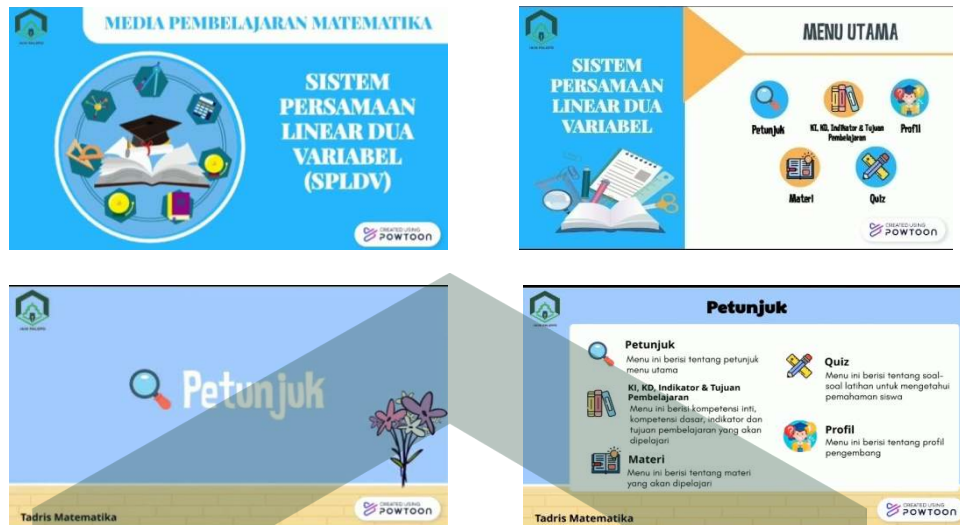 MEDIA PEMBELAJARAN MATEMATIKA
SISTEM
PERSAMAAN
LINEAR DUA
VARIABEL
(SPLDV)
CREATED USING
POWTOON
SISTEM
PERSAMAAN
LINEAR DUA
VARIABEL
MENU UTAMA
Petunjuk
KI, KD, Indikator & Tujuan
Pembelajaran
Profil
Materi
Quiz
CREATED USING
POWTOON
Petunjuk
Tadris Matematika
CREATED USING
POWTOON
Petunjuk
Petunjuk
Menu ini berisi tentang petunjuk
menu utama
KI, KD, Indikator & Tujuan
Pembelajaran
Menu ini berisi kompetensi inti,
kompetensi dasar, indikator dan
tujuan pembelajaran yang akan
dipelajari
Materi
Menu ini berisi tentang materi
yang akan dipelajari
Quiz
Menu ini berisi tentang soal-
soal latihan untuk mengetahui
pemahaman siswa
Profil
Menu ini berisi tentang profil
pengembang
Tadris Matematika
CREATED USING
POWTOON